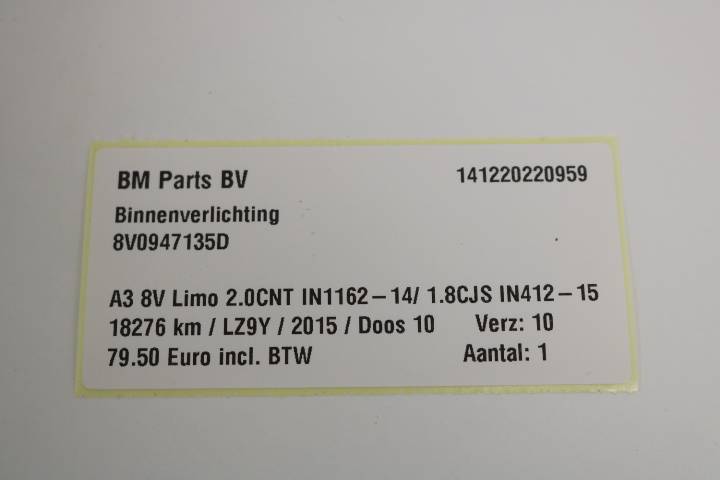 BM Parts BV 141220220959
Binnenverlichting
8V0947135D
A3 8V Limo 2.0CNT IN1162-14/ 1.8CJS IN412-15
18276 km / LZ9Y / 2015 / Doos 10 Verz: 10
79.50 Euro incl. BTW Aantal: 1